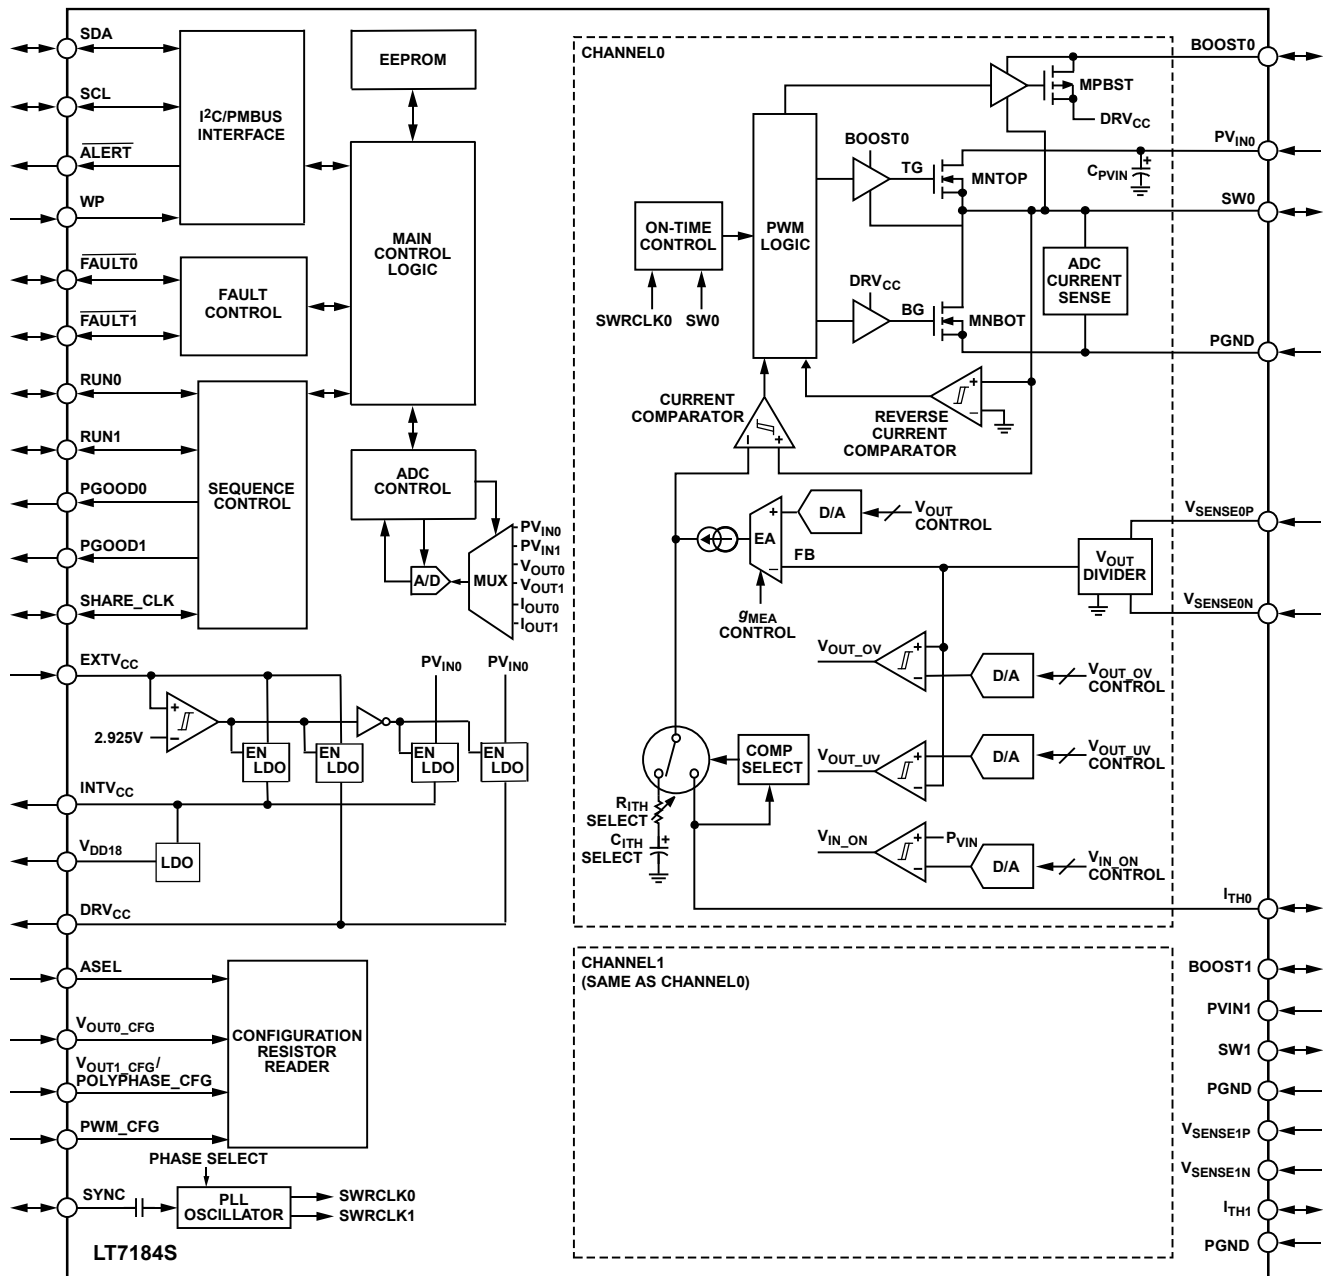 SDA
SCL
ALERT
WP
I2C/PMBUS
INTERFACE
FAULT0
FAULT1
FAULT
CONTROL
RUN0
RUN1
PGOOD0
PGOOD1
SHARE_CLK
SEQUENCE
CONTROL
EEPROM
MAIN
CONTROL
LOGIC
ADC
CONTROL
A/D
MUX
PVIN0
PVIN1
VOUT0
VOUT1
IOUT0
IOUT1
EXTVCC
2.925V
PVIN0
PVIN0
EN
LDO
EN
LDO
EN
LDO
EN
LDO
INTVCC
VDD18
LDO
DRVCC
ASEL
VOUT0_CFG
VOUT1_CFG/
POLYPHASE_CFG
PWM_CFG
CONFIGURATION
RESISTOR
READER
PHASE SELECT
SYNC
PLL
OSCILLATOR
SWRCLK0
SWRCLK1
LT7184S
CHANNEL0
BOOST0
MPBST
DRVCC
BOOST0
PVIN0
CPVIN
+
TG
MNTOP
SW0
ON-TIME
CONTROL
SWRCLK0
SW0
PWM
LOGIC
DRVCC
BG
MNBOT
ADC
CURRENT
SENSE
PGND
CURRENT
COMPARATOR
REVERSE
CURRENT
COMPARATOR
+
–
–
+
EA
+
–
D/A
VOUT
CONTROL
FB
gMEA
CONTROL
VOUT
DIVIDER
VSENSE0P
VSENSE0N
VOUT_OV
+
–
D/A
VOUT_OV
CONTROL
COMP
SELECT
VOUT_UV
+
–
D/A
VOUT_UV
CONTROL
RITH
SELECT
CITH
SELECT
+
VIN_ON
+
–
PVIN
D/A
VIN_ON
CONTROL
ITH0
CHANNEL1
(SAME AS CHANNEL0)
BOOST1
PVIN1
SW1
PGND
VSENSE1P
VSENSE1N
ITH1
PGND